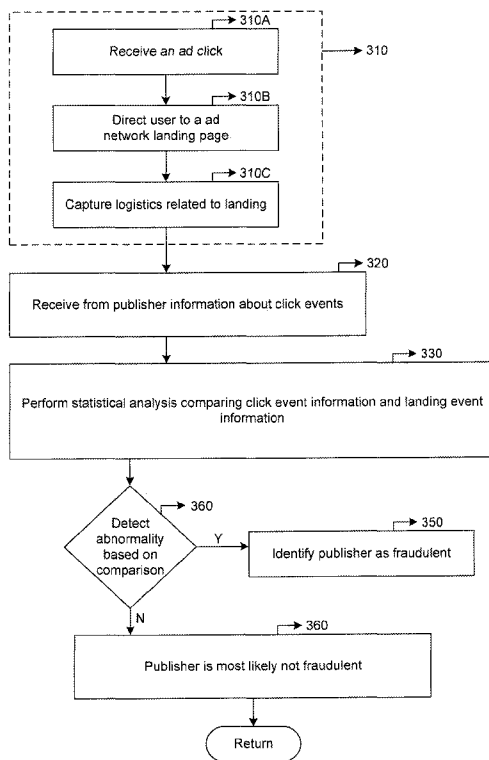 310A
Receive an ad click
310
310B
Direct user to a ad
network landing page
310C
Capture logistics related to landing
320
Receive from publisher information about click events
330
Perform statistical analysis comparing click event information and landing event
information
360
Detect
abnormality
based on
comparison
Y
350
Identify publisher as fraudulent
N
360
Publisher is most likely not fraudulent
Return